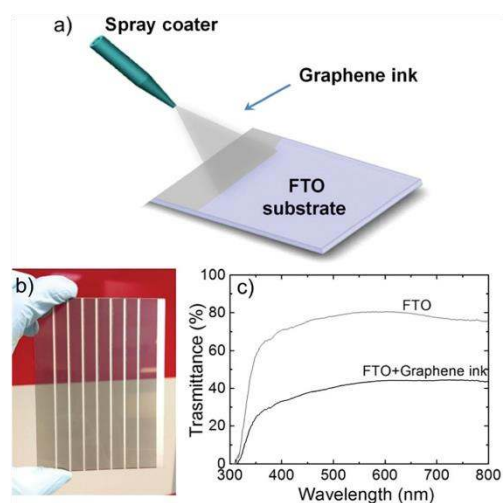 a)
Spray coater
Graphene ink
FTO
substrate
b)
c)
100
80
60
40
20
0
Trasmittance (%)
FTO
FTO+Graphene ink
300 400 500 600 700 800
Wavelength (nm)